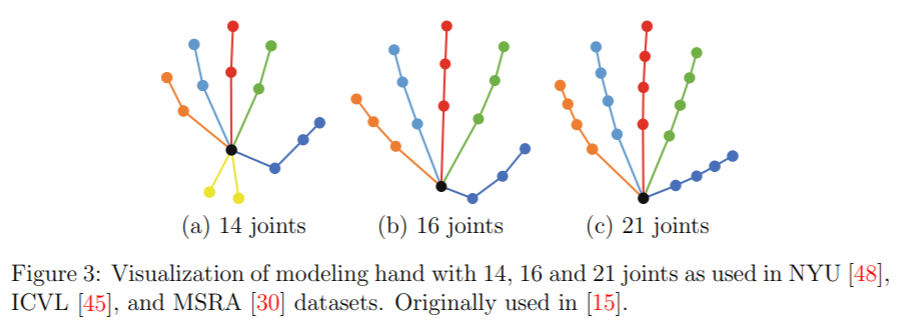 (a) 14 joints (b) 16 joints (c) 21 joints
Figure 3: Visualization of modeling hand with 14, 16 and 21 joints as used in NYU [48],
ICVL [45], and MSRA [30] datasets. Originally used in [15].